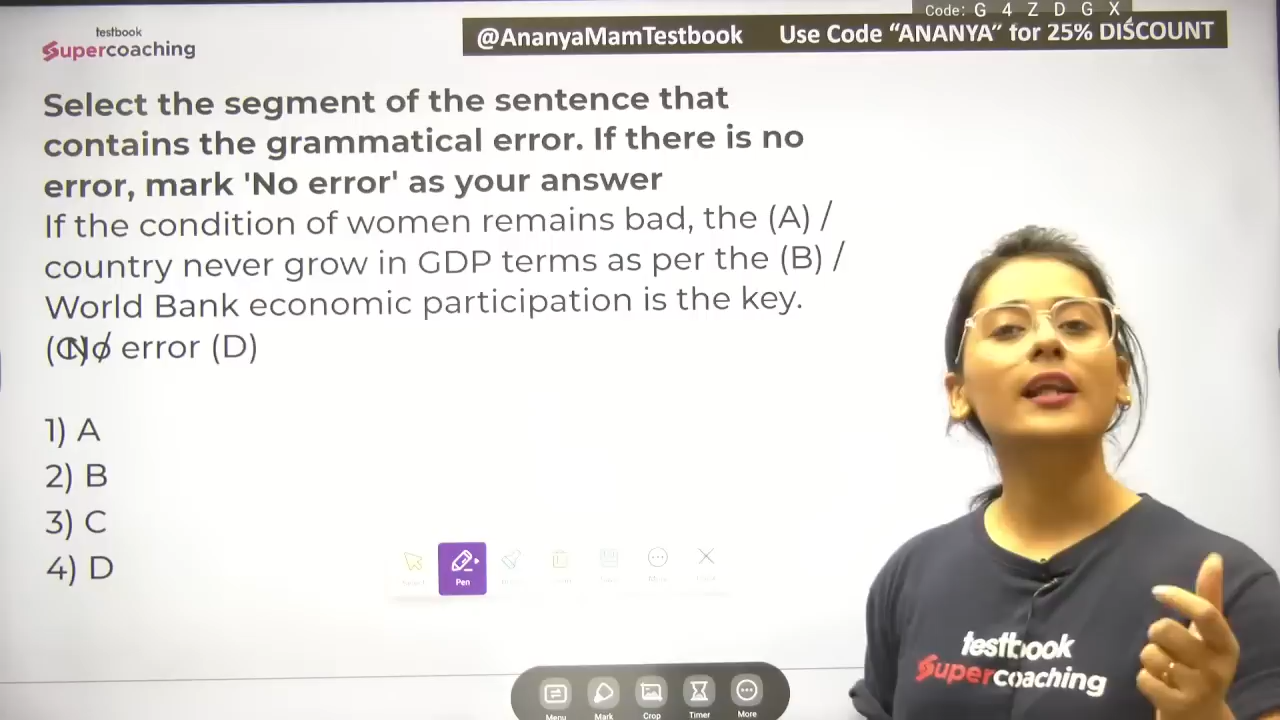 Code: G 4 Z D G X
testbook
Supercoaching
@AnanyaMamTestbook Use Code “ANANYA” for 25% DISCOUNT
Select the segment of the sentence that
contains the grammatical error. If there is no
error, mark 'No error' as your answer
If the condition of women remains bad, the (A) /
country never grow in GDP terms as per the (B) /
World Bank economic participation is the key.
(C) / No error (D)
1) A
2) B
3) C
4) D
Select
Pen
More
testbook
Supercoaching
Menu
Mark
Crop
Timer
More